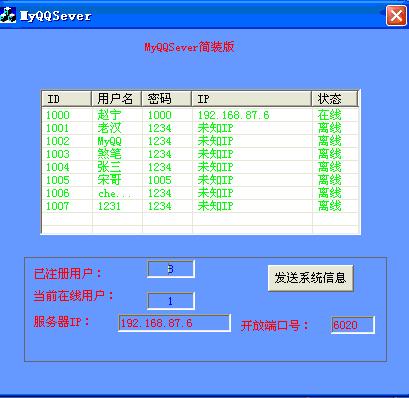 MyQQSever
MyQQSever简装版
ID 用户名 密码 IP 状态
1000 赵宁 1000 192.168.87.6 在线
1001 老汉 1234 未知IP 离线
1002 MyQQ 1234 未知IP 离线
1003 煞笔 1234 未知IP 离线
1004 张三 1234 未知IP 离线
1005 宋哥 1005 未知IP 离线
1006 che... 1234 未知IP 离线
1007 1231 1234 未知IP 离线
已注册用户： 8
发送系统信息
当前在线用户： 1
服务器IP： 192.168.87.6 开放端口号： 6020